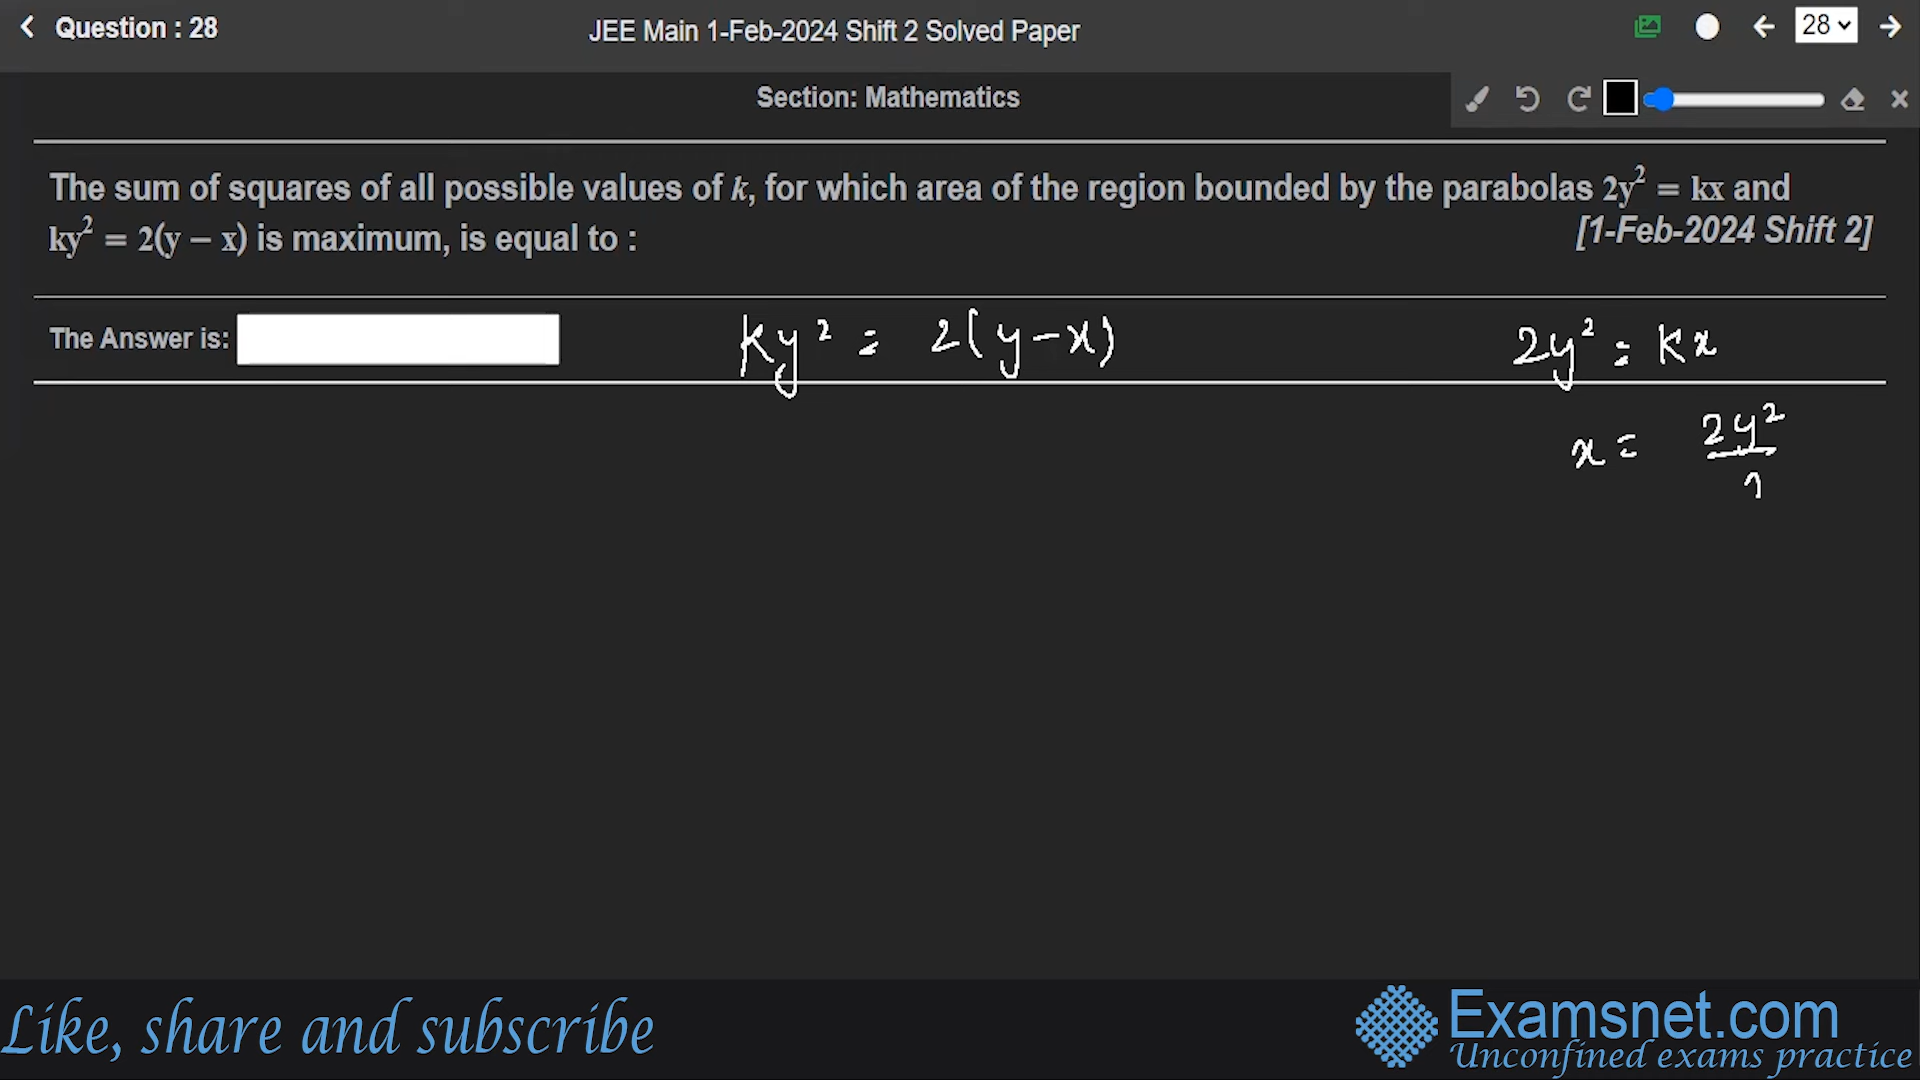 Question : 28
JEE Main 1-Feb-2024 Shift 2 Solved Paper
28
Section: Mathematics
The sum of squares of all possible values of k, for which area of the region bounded by the parabolas 2y² = kx and
ky² = 2(y − x) is maximum, is equal to :
[1-Feb-2024 Shift 2]
The Answer is:
ky² = 2(y-x)
2y² = kx
x = 2y²/
Like, share and subscribe
Examsnet.com
Unconfined exams practice